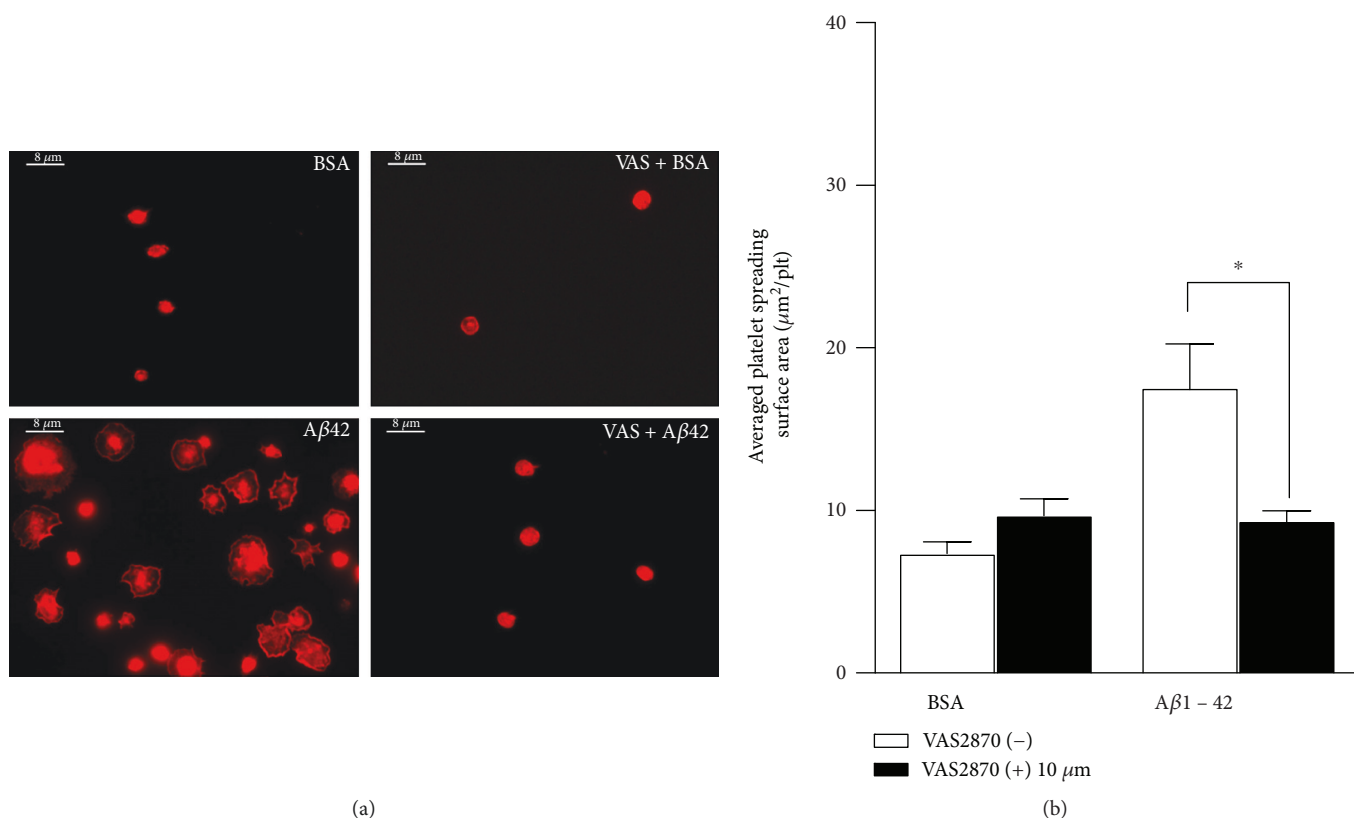 8 μm
BSA
8 μm
VAS + BSA
8 μm
Aβ42
8 μm
VAS + Aβ42
(a)
Averaged platelet spreading
surface area (μm²/plt)
40
30
20
10
0
*
BSA
Aβ1 – 42
VAS2870 (−)
VAS2870 (+) 10 μm
(b)